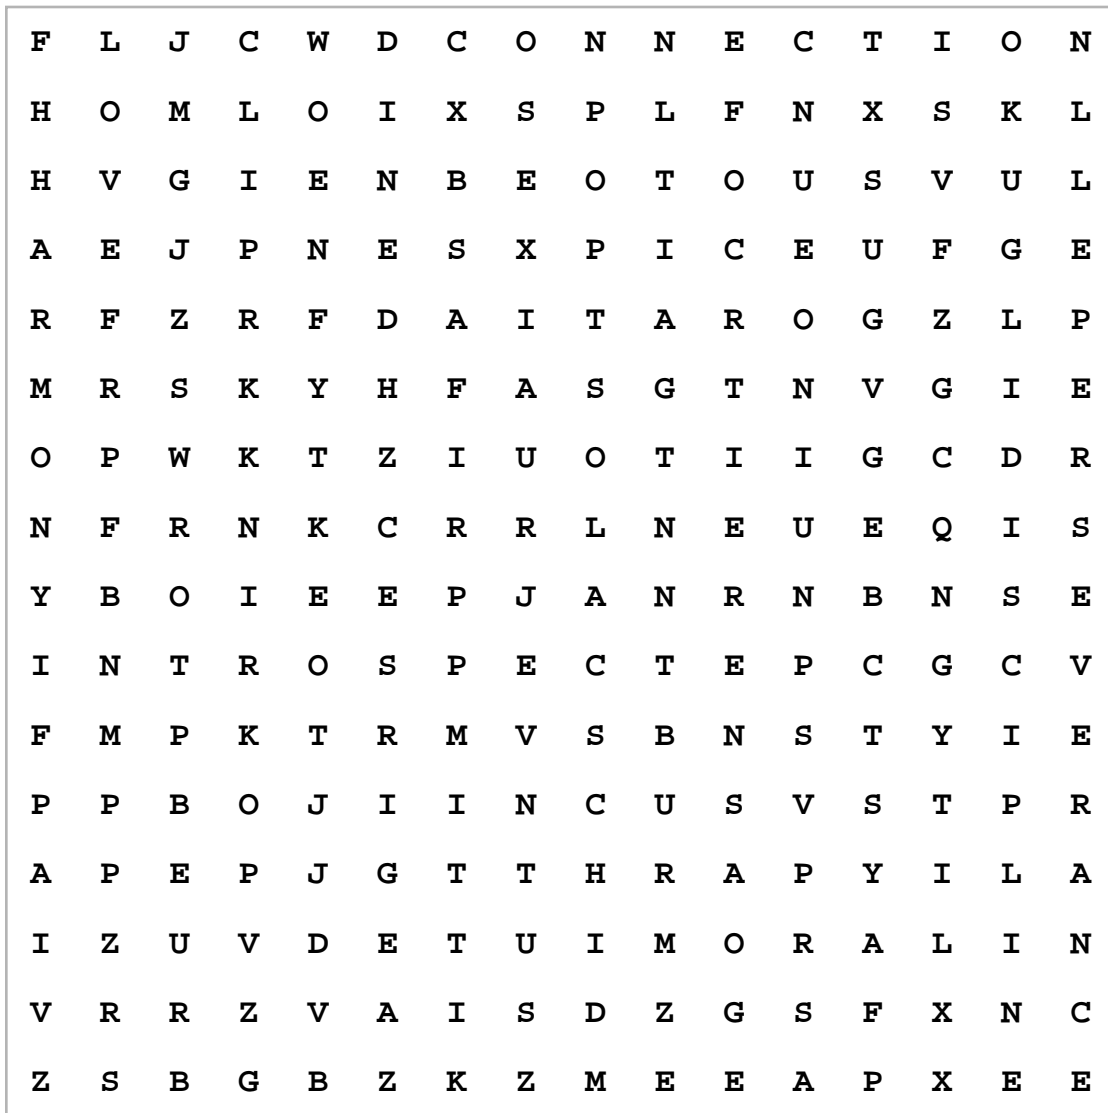 F L J C W D C O N N E C T I O N
H O M L O I X S P L F N X S K L
H V G I E N B E O T O U S V U L
A E J P N E S X P I C E U F G E
R F Z R F D A I T A R O G Z L P
M R S K Y H F A S G T N V G I E
O P W K T Z I U O T I I G C D R
N F R N K C R R L N E U E Q I S
Y B O I E E P J A N R N B N S E
I N T R O S P E C T E P C G C V
F M P K T R M V S B N S T Y I E
P P B O J I I N C U S V S T P R
A P E P J G T T H R A P Y I L A
I Z U V D E T U I M O R A L I N
V R R Z V A I S D Z G S F X N C
Z S B G B Z K Z M E E A P X E E